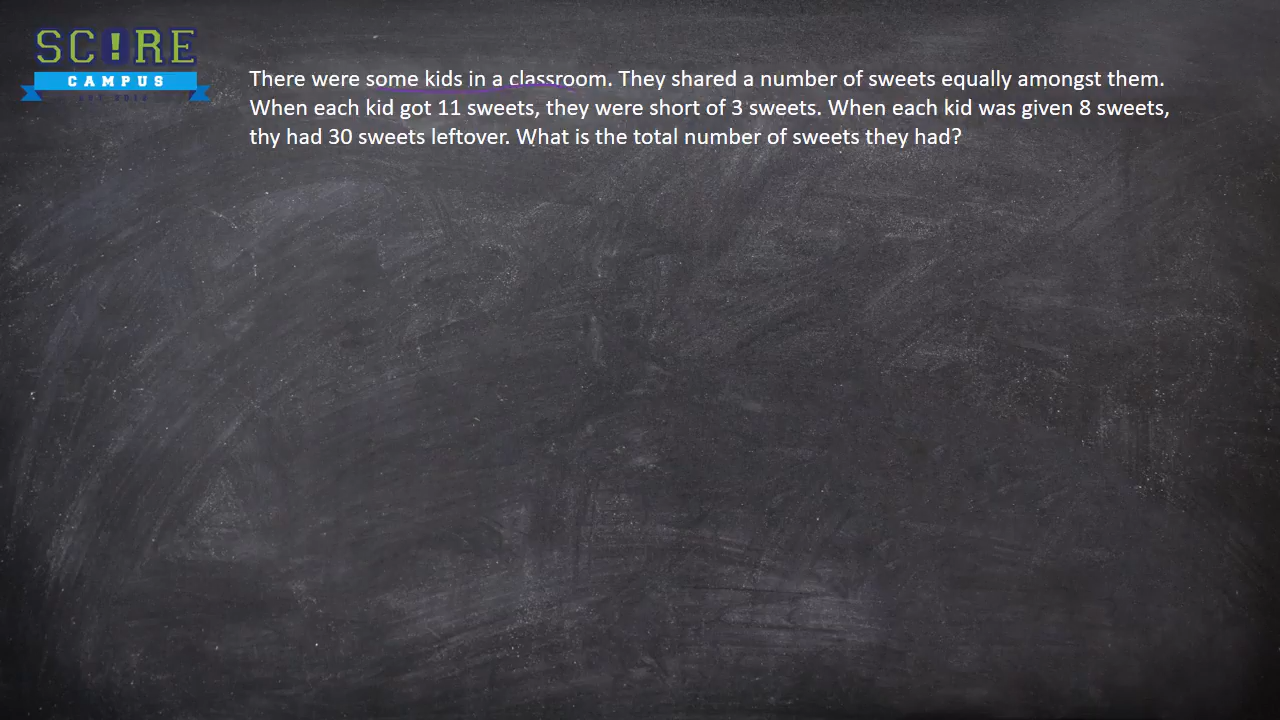 SC!RE
CAMPUS
EST 2014
There were some kids in a classroom. They shared a number of sweets equally amongst them.
When each kid got 11 sweets, they were short of 3 sweets. When each kid was given 8 sweets,
thy had 30 sweets leftover. What is the total number of sweets they had?